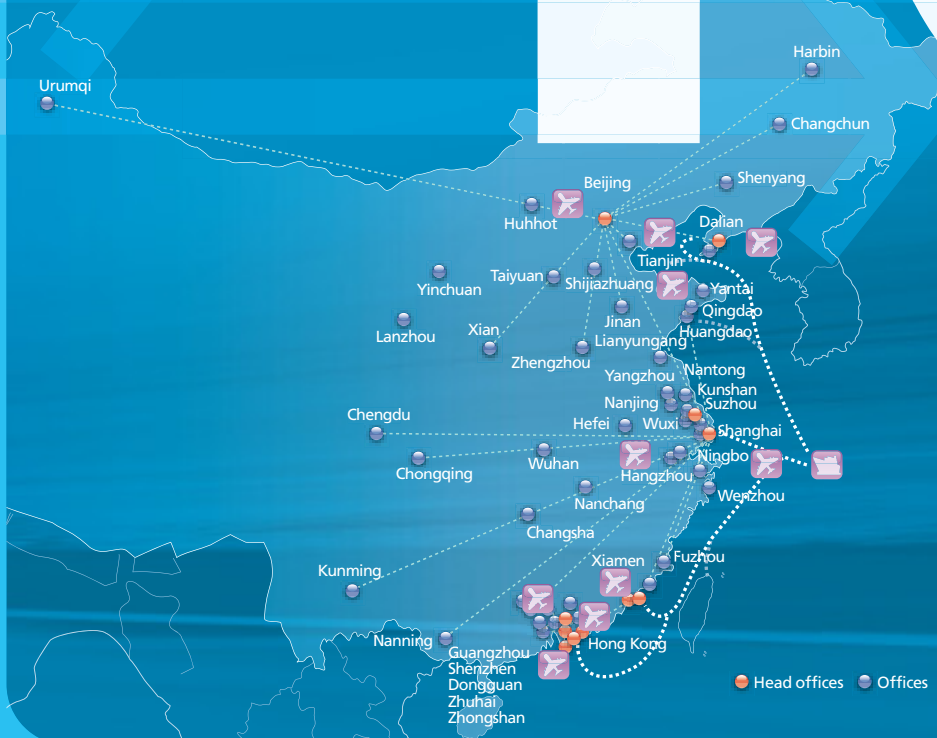 Harbin
Urumqi
Changchun
Shenyang
Beijing
Huhhot
Dalian
Tianjin
Taiyuan
Shijiazhuang
Yinchuan
Yantai
Qingdao
Jinan
Huangdao
Lanzhou
Xian
Lianyungang
Zhengzhou
Yangzhou
Nantong
Kunshan
Nanjing
Suzhou
Chengdu
Hefei
Wuxi
Shanghai
Ningbo
Wuhan
Chongqing
Hangzhou
Wenzhou
Nanchang
Changsha
Fuzhou
Xiamen
Kunming
Nanning
Hong Kong
Guangzhou
Shenzhen
Dongguan
Zhuhai
Zhongshan
Head offices
Offices